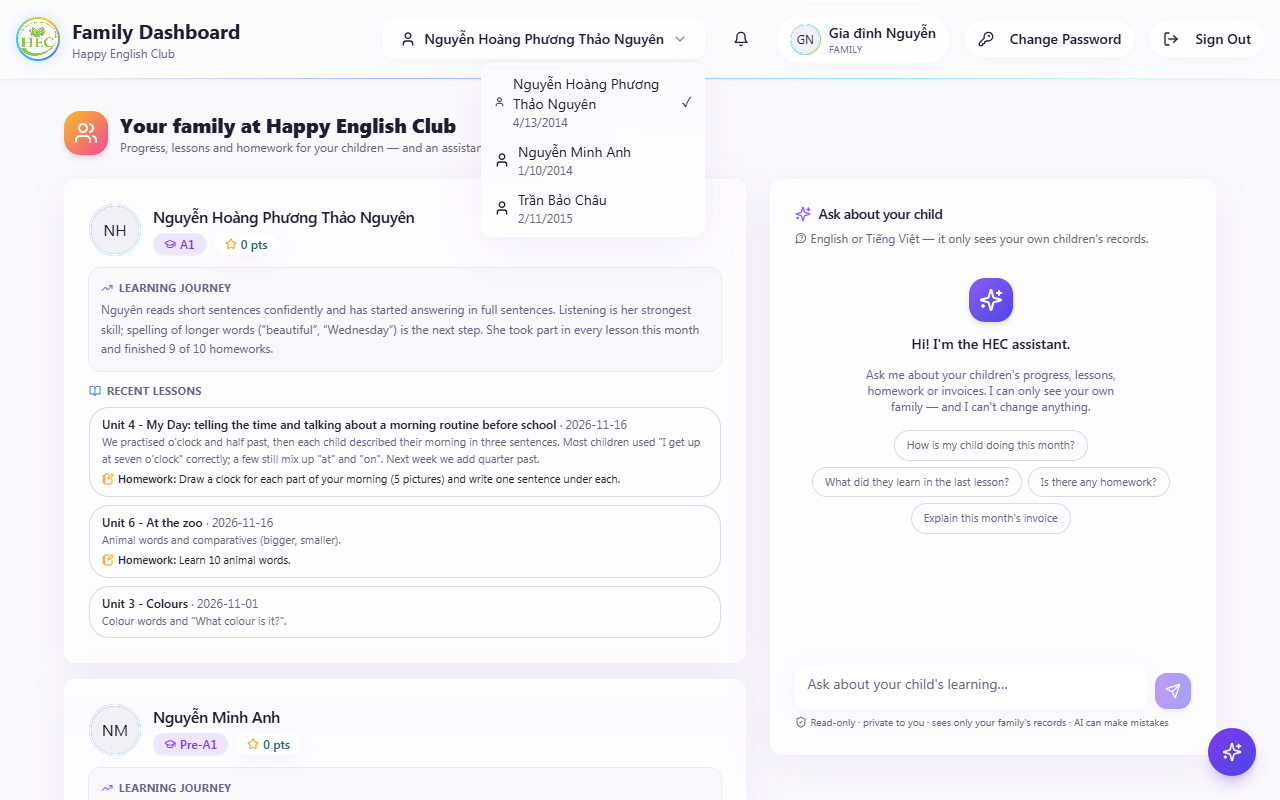 HEC
Family Dashboard
Happy English Club
Nguyễn Hoàng Phương Thảo Nguyên
GN
Gia đình Nguyễn
FAMILY
Change Password
Sign Out
Nguyễn Hoàng Phương
Thảo Nguyên
4/13/2014
Nguyễn Minh Anh
1/10/2014
Trần Bảo Châu
2/11/2015
Your family at Happy English Club
Progress, lessons and homework for your children — and an assistan
NH
Nguyễn Hoàng Phương Thảo Nguyên
A1
0 pts
LEARNING JOURNEY
Nguyên reads short sentences confidently and has started answering in full sentences. Listening is her strongest
skill; spelling of longer words (“beautiful”, “Wednesday”) is the next step. She took part in every lesson this month
and finished 9 of 10 homeworks.
RECENT LESSONS
Unit 4 - My Day: telling the time and talking about a morning routine before school · 2026-11-16
We practised o'clock and half past, then each child described their morning in three sentences. Most children used "I get up
at seven o'clock" correctly; a few still mix up "at" and "on". Next week we add quarter past.
Homework: Draw a clock for each part of your morning (5 pictures) and write one sentence under each.
Unit 6 - At the zoo · 2026-11-16
Animal words and comparatives (bigger, smaller).
Homework: Learn 10 animal words.
Unit 3 - Colours · 2026-11-01
Colour words and "What colour is it?".
NM
Nguyễn Minh Anh
Pre-A1
0 pts
LEARNING JOURNEY
Ask about your child
English or Tiếng Việt — it only sees your own children's records.
Hi! I'm the HEC assistant.
Ask me about your children's progress, lessons,
homework or invoices. I can only see your own
family — and I can't change anything.
How is my child doing this month?
What did they learn in the last lesson?
Is there any homework?
Explain this month's invoice
Ask about your child's learning...
Read-only · private to you · sees only your family's records · AI can make mistakes